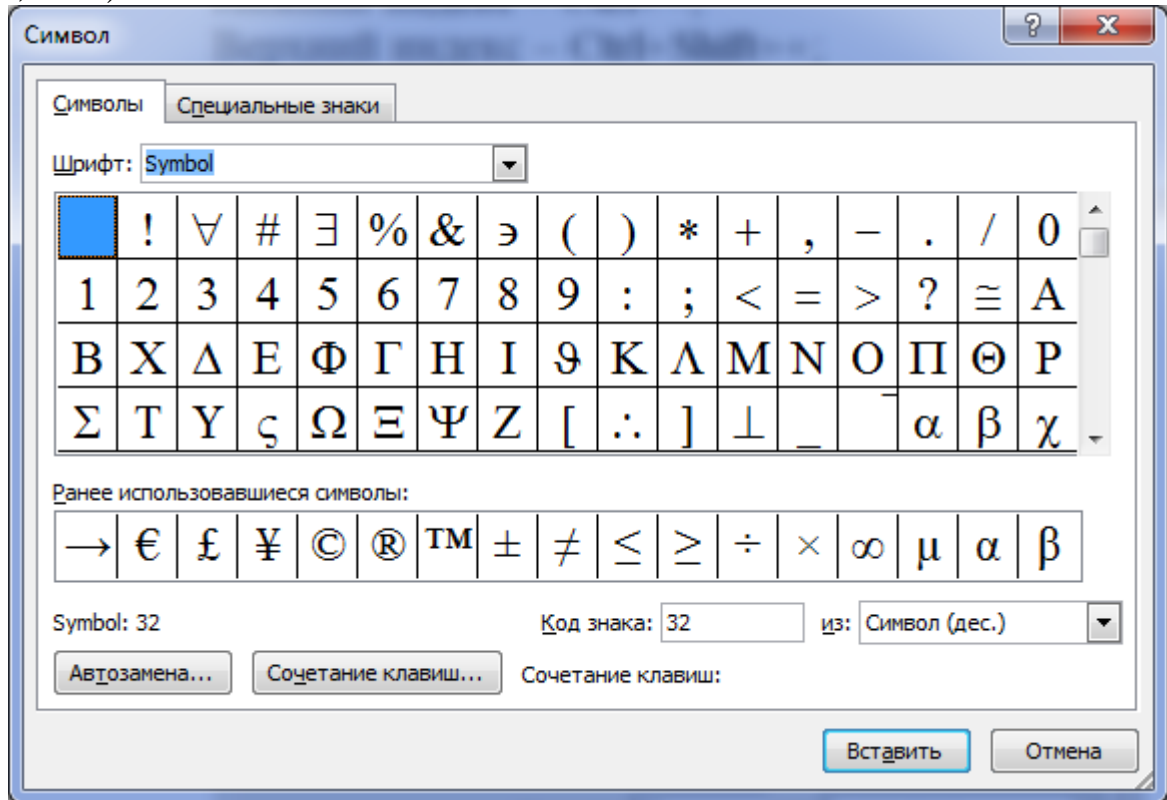 Символ
Символы Специальные знаки
Шрифт: Symbol
! ∀ # ∃ % & ∍ ( ) ∗ + , − . / 0
1 2 3 4 5 6 7 8 9 : ; < = > ? ≅ Α
Β Χ Δ Ε Φ Γ Η Ι ϑ Κ Λ Μ Ν Ο Π Θ Ρ
Σ Τ Υ ς Ω Ξ Ψ Ζ [ ∴ ] ⊥ _ ‾ α β χ
Ранее использовавшиеся символы:
→ € £ ¥ © ® ™ ± ≠ ≤ ≥ ÷ × ∞ µ α β
Symbol: 32 Код знака: 32 из: Символ (дес.)
Автозамена... Сочетание клавиш... Сочетание клавиш:
Вставить Отмена